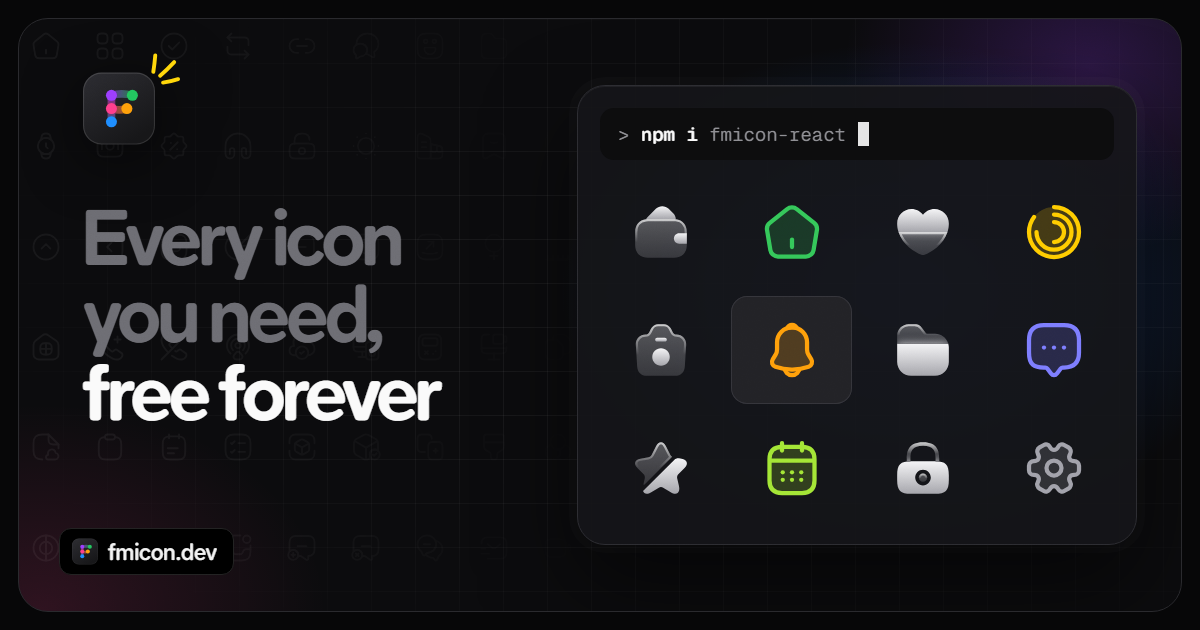 Every icon
you need,
free forever
fmicon.dev
> npm i fmicon-react